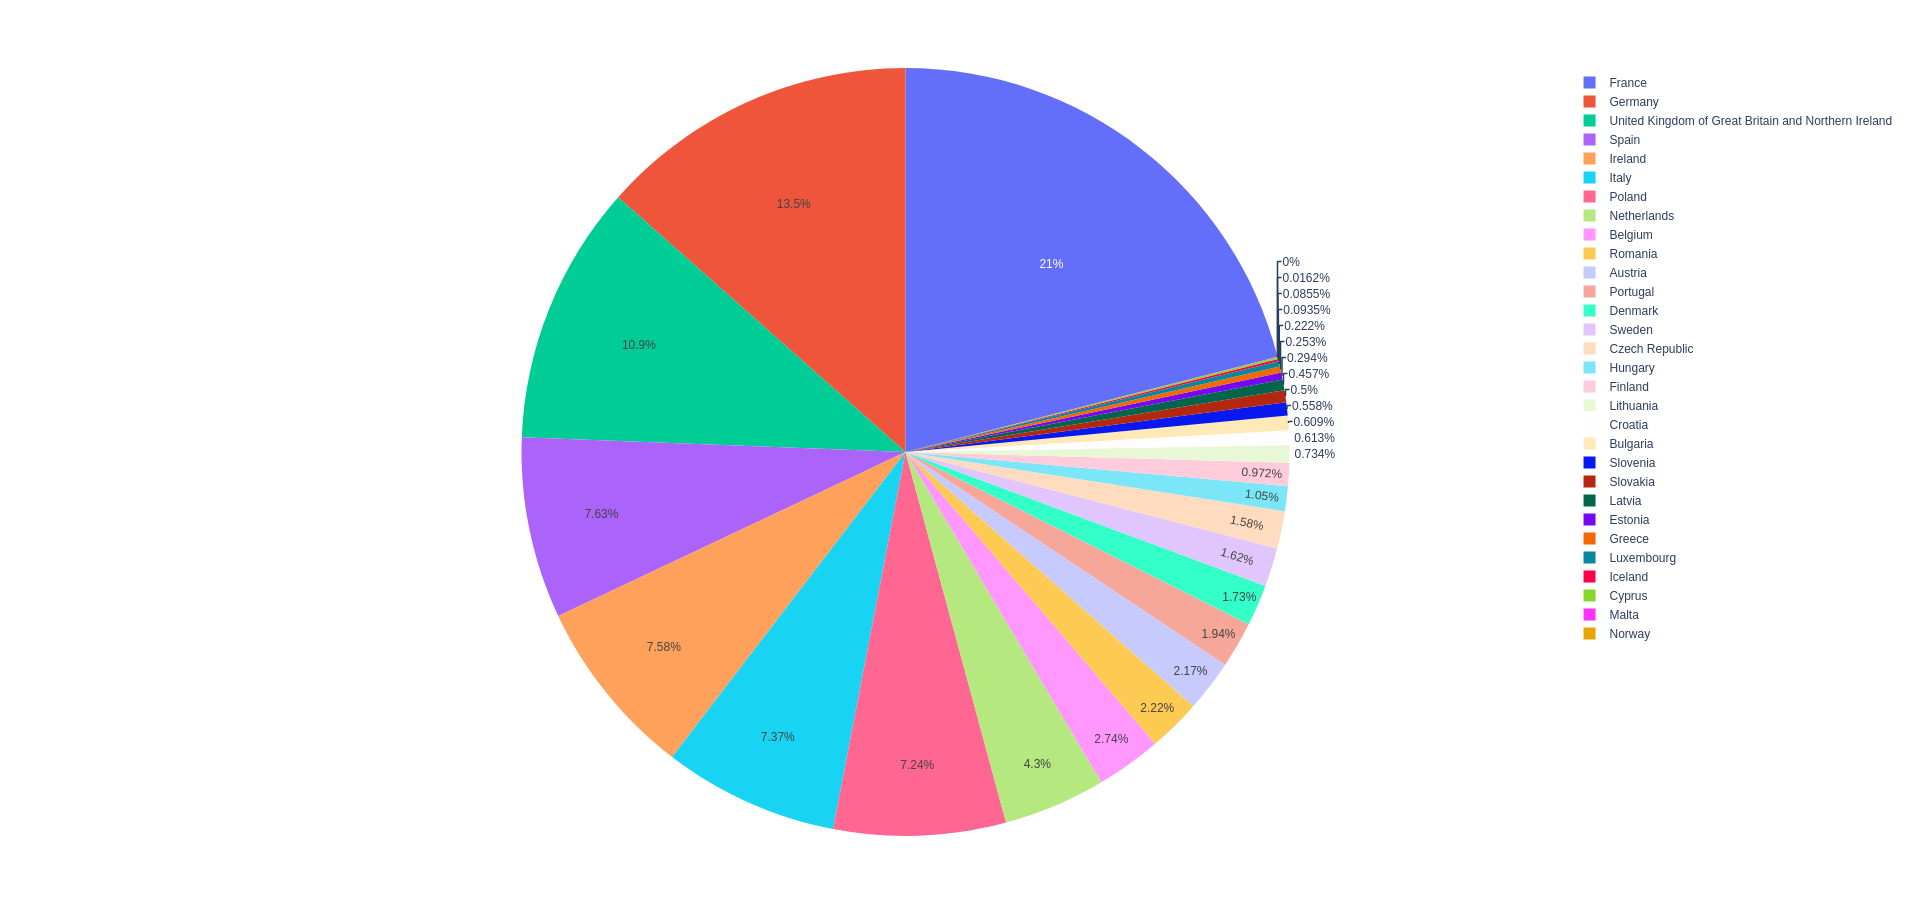 21%
13.5%
10.9%
7.63%
7.58%
7.37%
7.24%
4.3%
2.74%
2.22%
2.17%
1.94%
1.73%
1.62%
1.58%
1.05%
0.972%
0.734%
0.613%
0.609%
0.558%
0.5%
0.457%
0.294%
0.253%
0.222%
0.0935%
0.0855%
0.0162%
0%
France
Germany
United Kingdom of Great Britain and Northern Ireland
Spain
Ireland
Italy
Poland
Netherlands
Belgium
Romania
Austria
Portugal
Denmark
Sweden
Czech Republic
Hungary
Finland
Lithuania
Croatia
Bulgaria
Slovenia
Slovakia
Latvia
Estonia
Greece
Luxembourg
Iceland
Cyprus
Malta
Norway